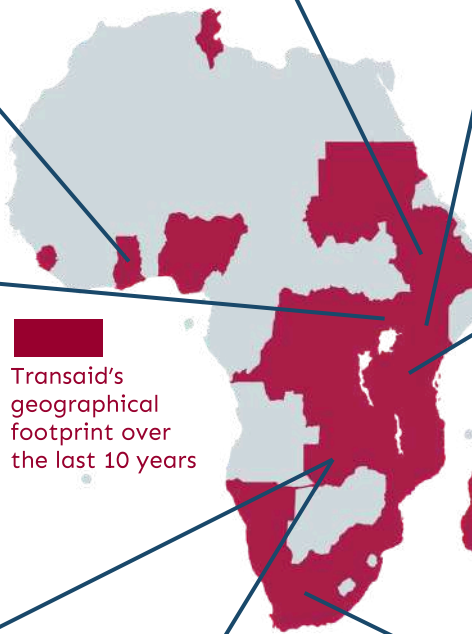 Transaid's
geographical
footprint over
the last 10 years